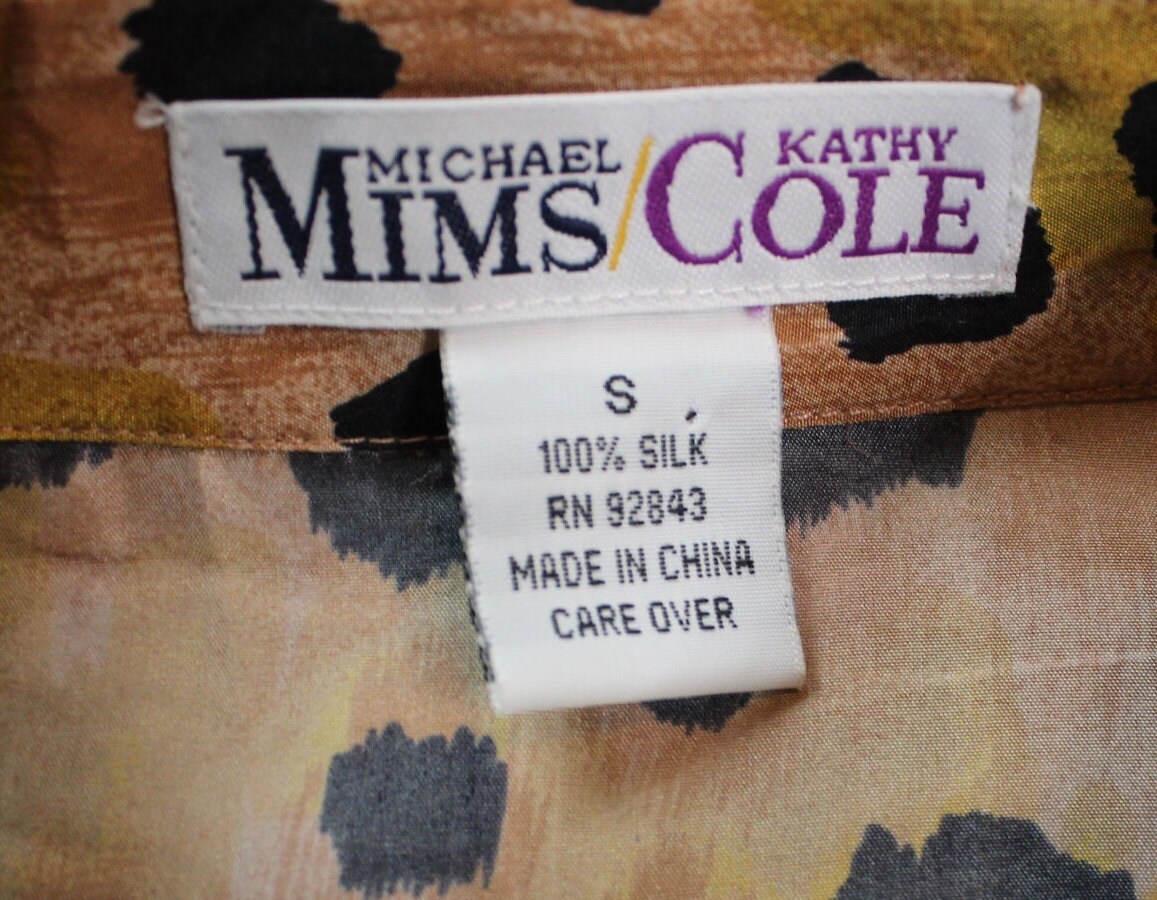 MICHAEL
MIMS/
KATHY
COLE
S
100% SILK
RN 92843
MADE IN CHINA
CARE OVER